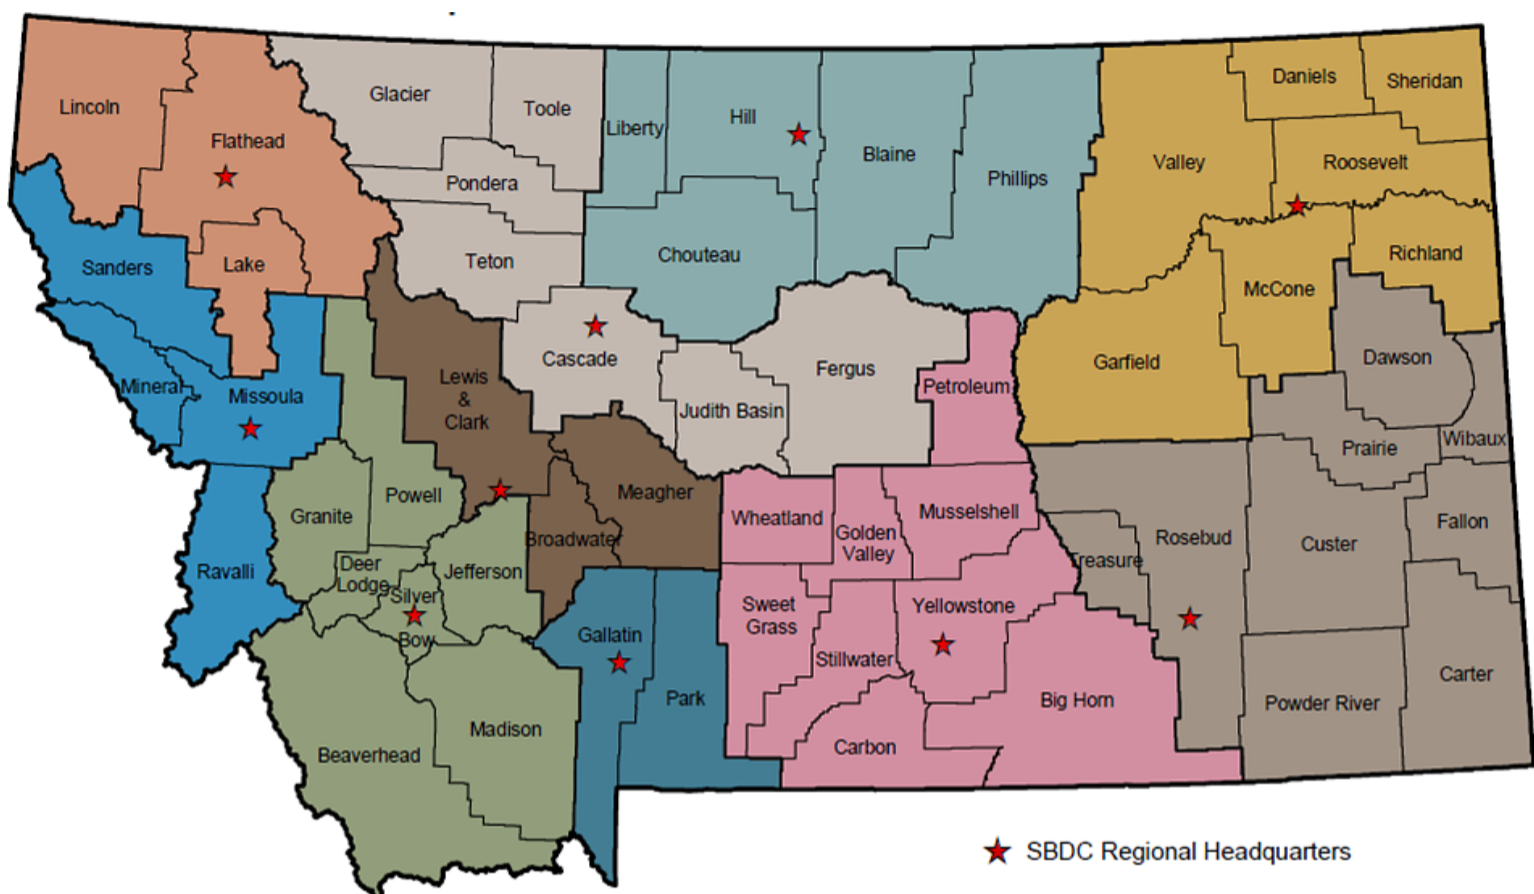 Lincoln
Flathead
Glacier
Toole
Liberty
Hill
Blaine
Phillips
Valley
Daniels
Sheridan
Roosevelt
Pondera
Teton
Chouteau
Sanders
Lake
Richland
McCone
Garfield
Dawson
Cascade
Fergus
Judith Basin
Petroleum
Lewis
&
Clark
Mineral
Missoula
Prairie
Wibaux
Powell
Granite
Meagher
Broadwater
Wheatland
Golden
Valley
Musselshell
Treasure
Rosebud
Custer
Fallon
Ravalli
Deer
Lodge
Silver
Bow
Jefferson
Gallatin
Park
Sweet
Grass
Stillwater
Yellowstone
Big Horn
Carbon
Powder River
Carter
Beaverhead
Madison
SBDC Regional Headquarters